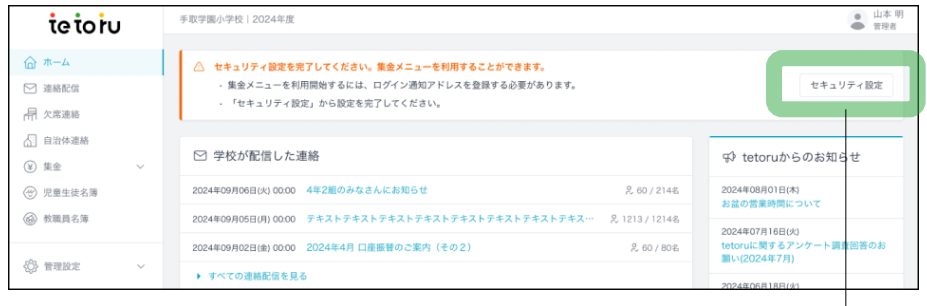 tetoru
手取学園小学校 | 2024年度
山本 明
管理者
ホーム
連絡配信
欠席連絡
自治体連絡
集金
児童生徒名簿
教職員名簿
管理設定
セキュリティ設定を完了してください。集金メニューを利用することができます。
・ 集金メニューを利用開始するには、ログイン通知アドレスを登録する必要があります。
・ 「セキュリティ設定」から設定を完了してください。
セキュリティ設定
学校が配信した連絡
2024年09月06日(火) 00:00 4年2組のみなさんにお知らせ 60 / 214名
2024年09月05日(月) 00:00 テキストテキストテキストテキストテキストテキストテキストテキス… 1213 / 1214名
2024年09月02日(金) 00:00 2024年4月 口座振替のご案内（その２） 60 / 80名
すべての連絡配信を見る
tetoruからのお知らせ
2024年08月01日(木)
お盆の営業時間について
2024年07月16日(火)
tetoruに関するアンケート調査回答のお
願い(2024年7月)
2024年06月18日(火)